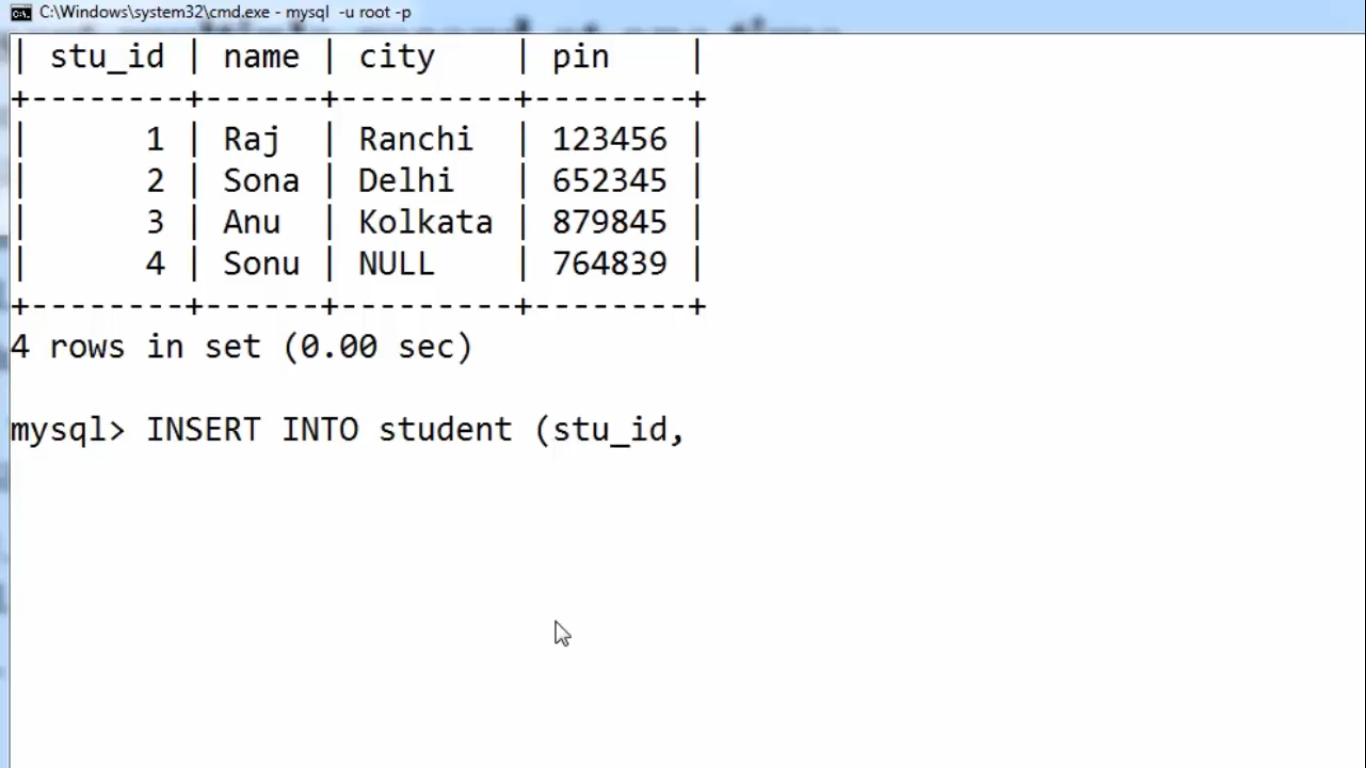 C:\Windows\system32\cmd.exe - mysql  -u root -p
| stu_id | name | city    | pin    |
+--------+------+---------+--------+
|      1 | Raj  | Ranchi  | 123456 |
|      2 | Sona | Delhi   | 652345 |
|      3 | Anu  | Kolkata | 879845 |
|      4 | Sonu | NULL    | 764839 |
+--------+------+---------+--------+
4 rows in set (0.00 sec)
mysql> INSERT INTO student (stu_id,